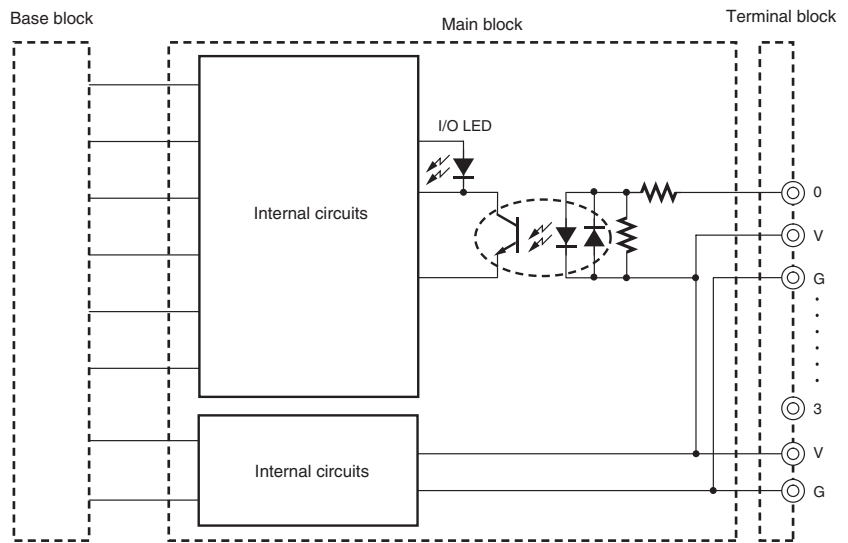 Base block
Main block
Terminal block
I/O LED
Internal circuits
0
V
G
3
Internal circuits
V
G